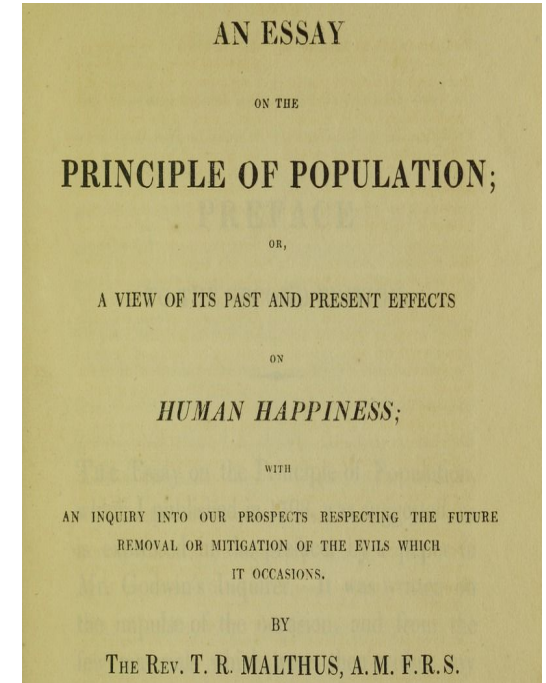 AN ESSAY
ON THE
PRINCIPLE OF POPULATION;
OR,
A VIEW OF ITS PAST AND PRESENT EFFECTS
ON
HUMAN HAPPINESS;
WITH
AN INQUIRY INTO OUR PROSPECTS RESPECTING THE FUTURE
REMOVAL OR MITIGATION OF THE EVILS WHICH
IT OCCASIONS.
BY
THE REV. T. R. MALTHUS, A.M. F.R.S.